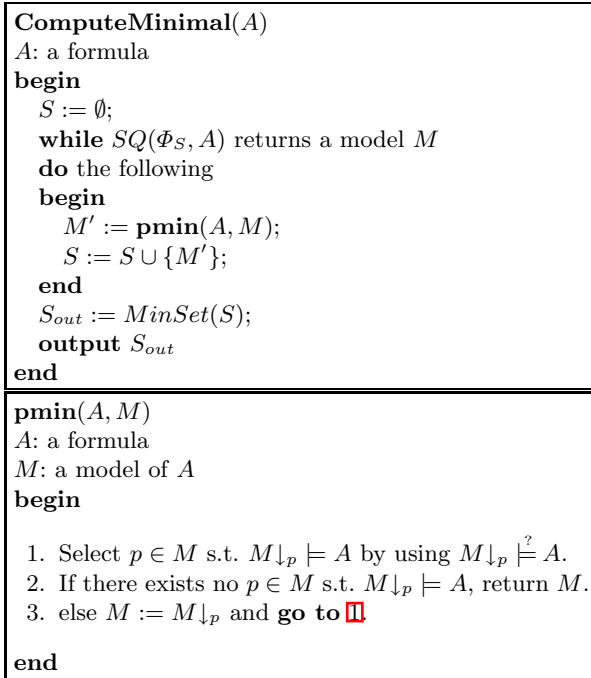 ComputeMinimal(A)
A: a formula
begin
S := ∅;
while SQ(Φ_S, A) returns a model M
do the following
begin
M′ := pmin(A, M);
S := S ∪ {M′};
end
S_out := MinSet(S);
output S_out
end
pmin(A, M)
A: a formula
M: a model of A
begin
1. Select p ∈ M s.t. M↓_p ⊨ A by using M↓_p ⊨^? A.
2. If there exists no p ∈ M s.t. M↓_p ⊨ A, return M.
3. else M := M↓_p and go to 1.
end